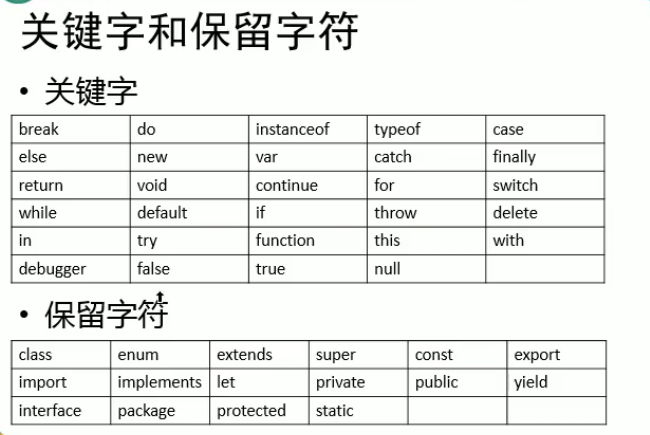 关键字和保留字符
• 关键字
break do instanceof typeof case
else new var catch finally
return void continue for switch
while default if throw delete
in try function this with
debugger false true null
• 保留字符
class enum extends super const export
import implements let private public yield
interface package protected static